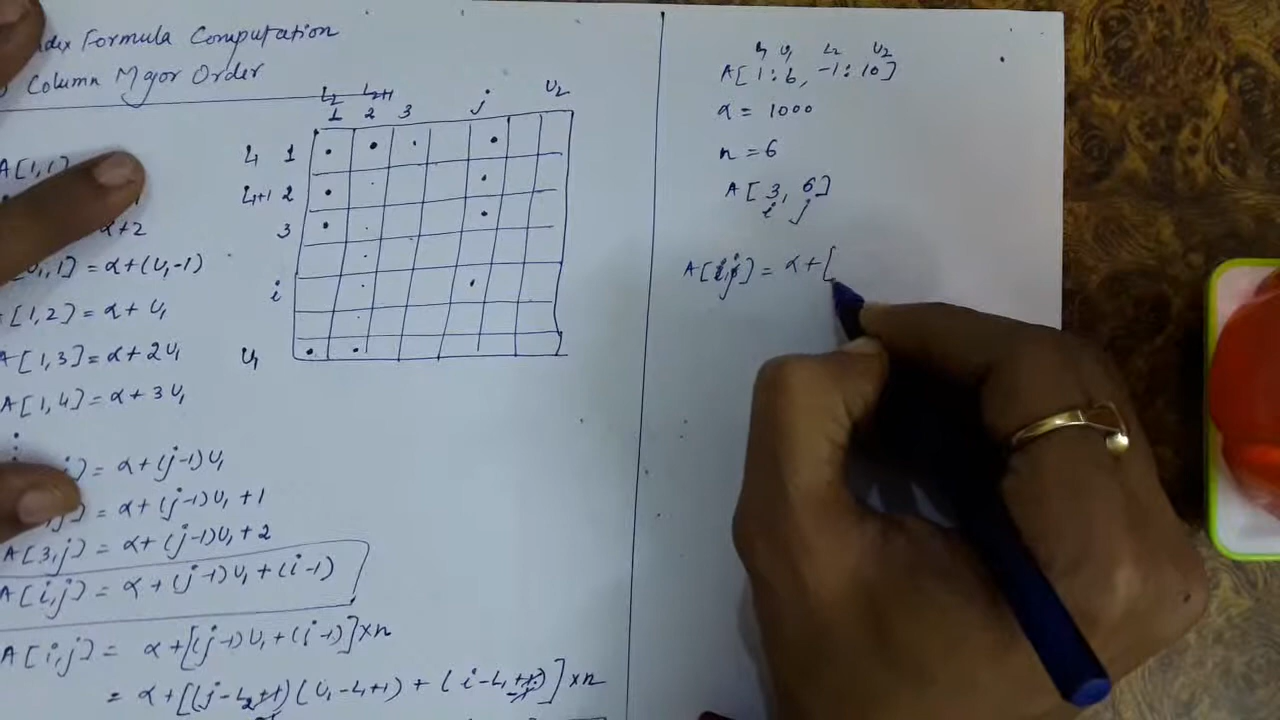 Index Formula Computation
Column Mgor Order
A[1,1]
α+2
[U₁,1] = α+(U₁-1)
A[1,2] = α+ U₁
A[1,3] = α+ 2U₁
A[1,4] = α+ 3U₁
j) = α+(j-1)U₁
,j) = α+(j-1)U₁ +1
A[3,j) = α+ (j-1)U₁ +2
A[i,j) = α + (j-1)U₁ +(i-1)
A[i,j) = α+[(j-1)U₁ +(i-1)]×n
= α+[(j-L₂+1)(U₁-L₁+1) + (i-L₁+1)]×n
L₂ L₂+1 j U₂
1 2 3
L₁ 1
L₁+1 2
3
i
U₁
L₁ U₁ L₂ U₂
A[1:6, -1:10]
α = 1000
n = 6
A[3, 6]
i j
A[i,j) = α+[